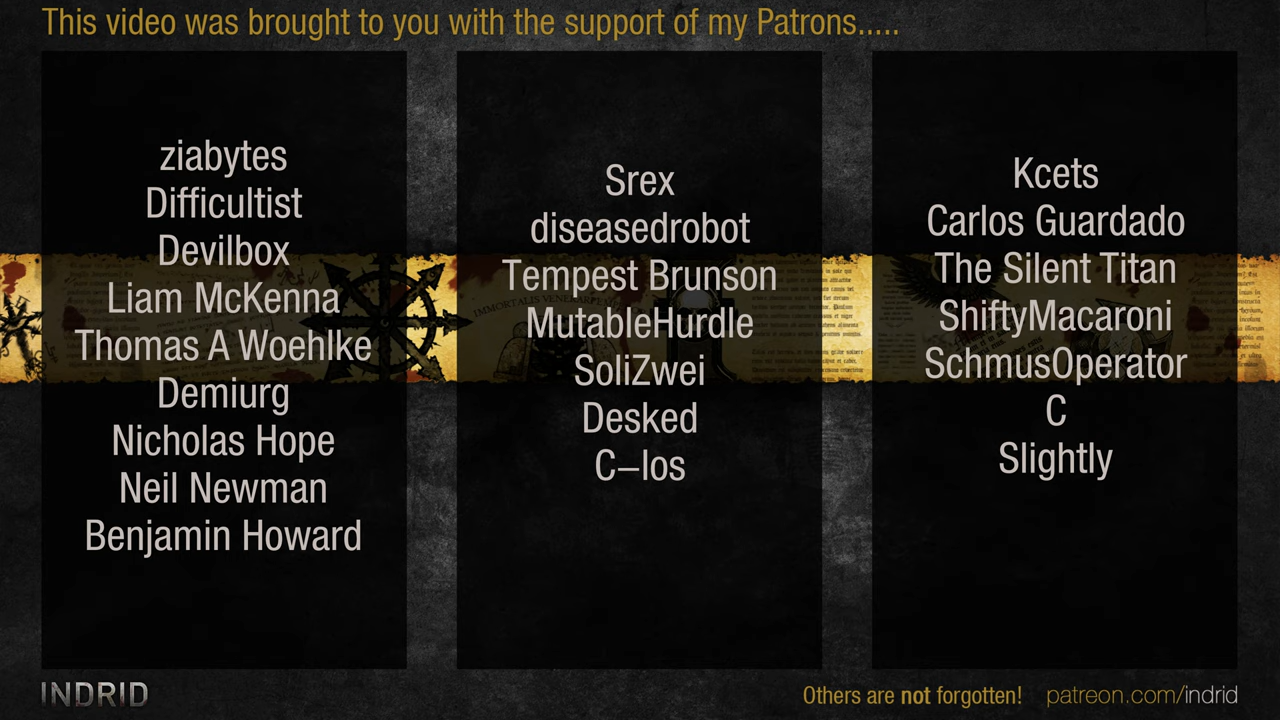 This video was brought to you with the support of my Patrons.....
ziabytes
Difficultist
Devilbox
Liam McKenna
Thomas A Woehlke
Demiurg
Nicholas Hope
Neil Newman
Benjamin Howard
Srex
diseasedrobot
Tempest Brunson
MutableHurdle
SoliZwei
Desked
C–los
Kcets
Carlos Guardado
The Silent Titan
ShiftyMacaroni
SchmusOperator
C
Slightly
INDRID
Others are not forgotten!
patreon.com/indrid